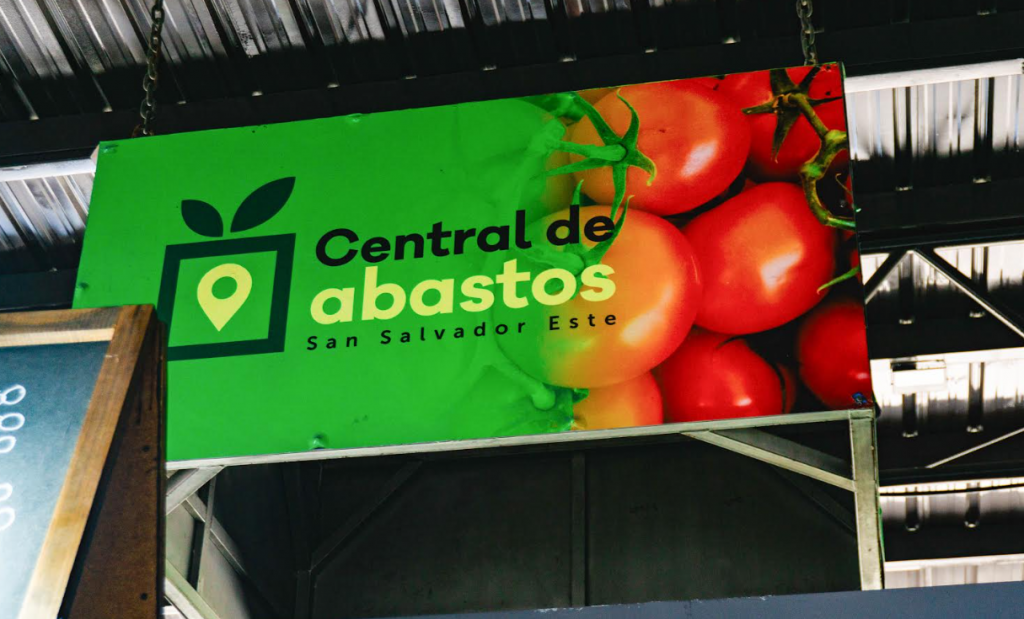 Central de
abastos
San Salvador Este